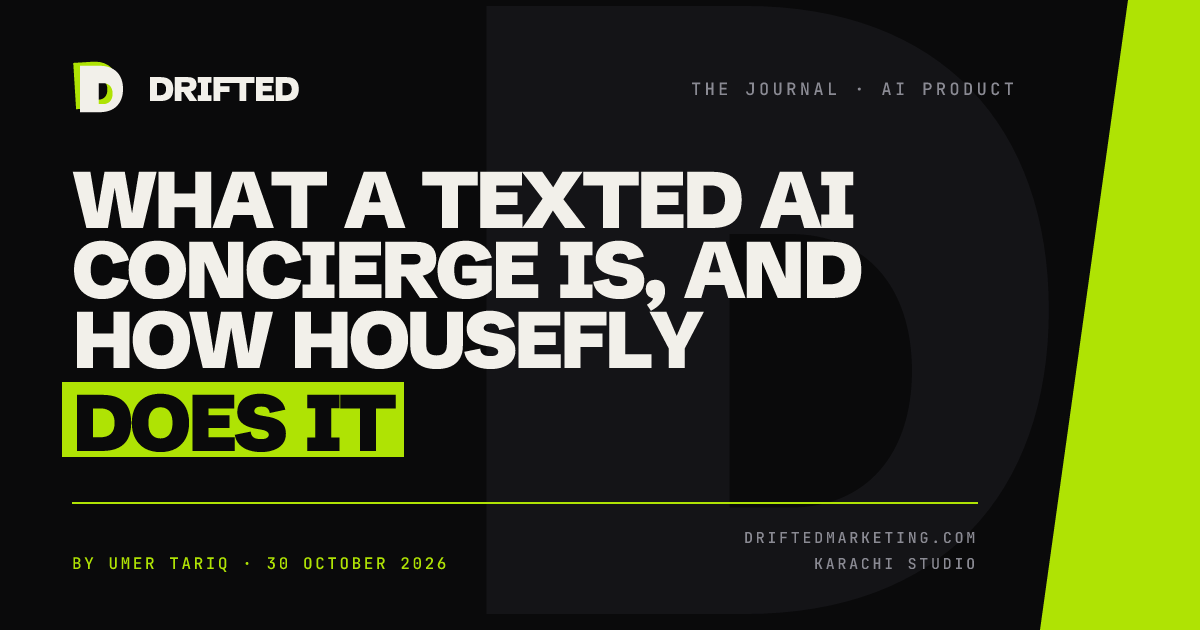 DRIFTED
THE JOURNAL · AI PRODUCT
WHAT A TEXTED AI
CONCIERGE IS, AND
HOW HOUSEFLY
DOES IT
DRIFTEDMARKETING.COM
BY UMER TARIQ · 30 OCTOBER 2026
KARACHI STUDIO